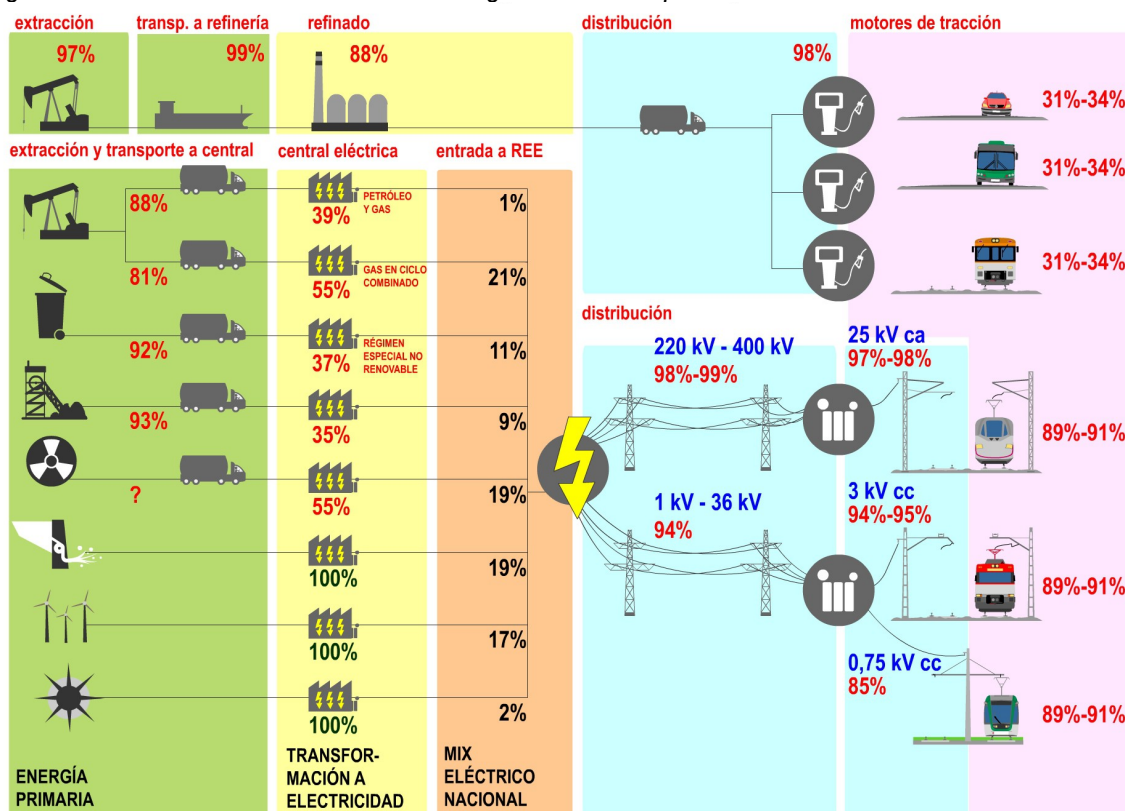 extracción
transp. a refinería
refinado
distribución
motores de tracción
97%
99%
88%
98%
31%-34%
31%-34%
31%-34%
extracción y transporte a central
central eléctrica
entrada a REE
88%
39%
PETRÓLEO
Y GAS
1%
81%
55%
GAS EN CICLO
COMBINADO
21%
92%
37%
RÉGIMEN
ESPECIAL NO
RENOVABLE
11%
93%
35%
9%
?
55%
19%
100%
19%
100%
17%
100%
2%
distribución
220 kV - 400 kV
98%-99%
25 kV ca
97%-98%
89%-91%
1 kV - 36 kV
94%
3 kV cc
94%-95%
89%-91%
0,75 kV cc
85%
89%-91%
ENERGÍA
PRIMARIA
TRANSFOR-
MACIÓN A
ELECTRICIDAD
MIX
ELÉCTRICO
NACIONAL